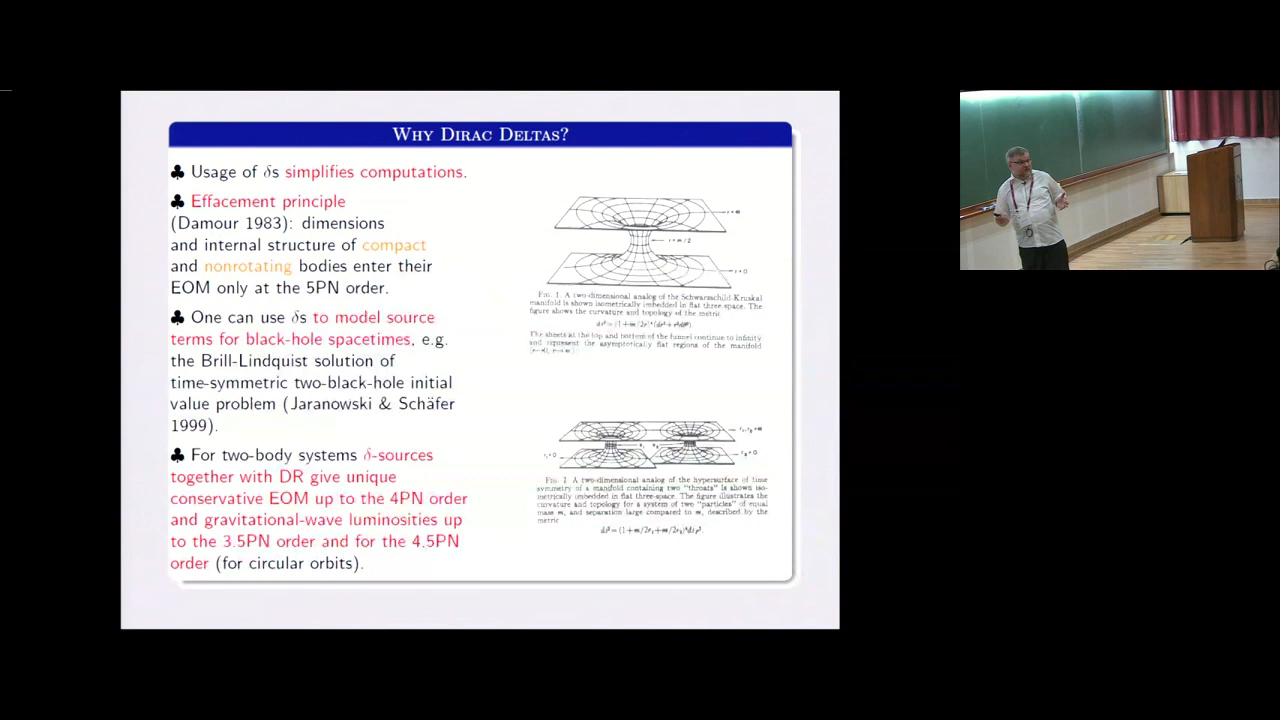 WHY DIRAC DELTAS?
♣ Usage of δs simplifies computations.
♣ Effacement principle
(Damour 1983): dimensions
and internal structure of compact
and nonrotating bodies enter their
EOM only at the 5PN order.
♣ One can use δs to model source
terms for black-hole spacetimes, e.g.
the Brill-Lindquist solution of
time-symmetric two-black-hole initial
value problem (Jaranowski & Schäfer
1999).
♣ For two-body systems δ-sources
together with DR give unique
conservative EOM up to the 4PN order
and gravitational-wave luminosities up
to the 3.5PN order and for the 4.5PN
order (for circular orbits).
r=∞
r=m/2
r=0
FIG. 1. A two-dimensional analog of the Schwarzschild-Kruskal
manifold is shown isometrically imbedded in flat three-space. The
figure shows the curvature and topology of the metric
The sheets at the top and bottom of the funnel continue to infinity
and represent the asymptotically flat regions of the manifold
r₁=0
r₂=0
FIG. 2. A two-dimensional analog of the hypersurface of time
symmetry of a manifold containing two "throats" is shown iso-
metrically imbedded in flat three-space. The figure illustrates the
curvature and topology for a system of two "particles" of equal
mass m, and separation large compared to m, described by the
metric